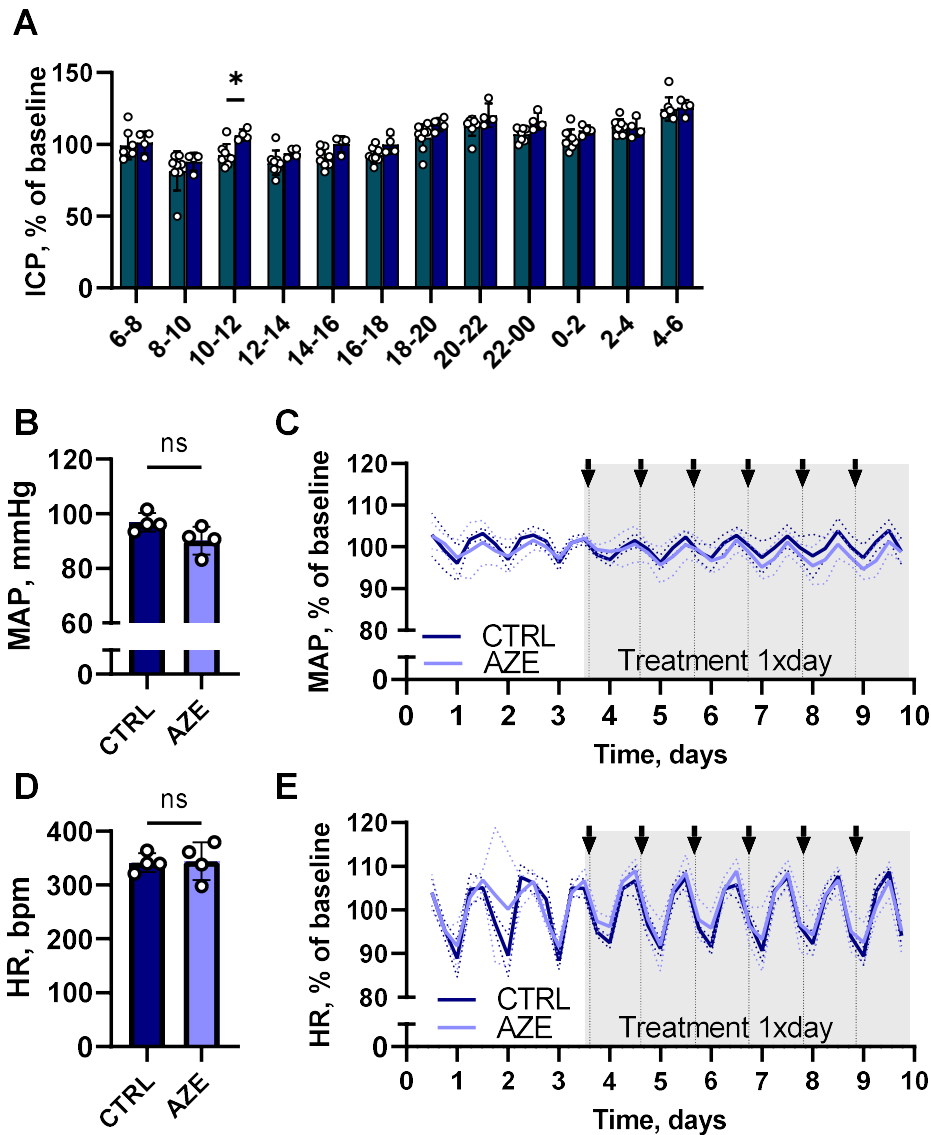 A
ICP, % of baseline
150
100
50
0
*
6-8
8-10
10-12
12-14
14-16
16-18
18-20
20-22
22-00
0-2
2-4
4-6
B
MAP, mmHg
120
100
80
60
0
ns
CTRL
AZE
C
MAP, % of baseline
120
110
100
90
80
0
CTRL
AZE
Treatment 1xday
0 1 2 3 4 5 6 7 8 9 10
Time, days
D
HR, bpm
400
300
200
100
0
ns
CTRL
AZE
E
HR, % of baseline
120
110
100
90
80
0
CTRL
AZE
Treatment 1xday
0 1 2 3 4 5 6 7 8 9 10
Time, days